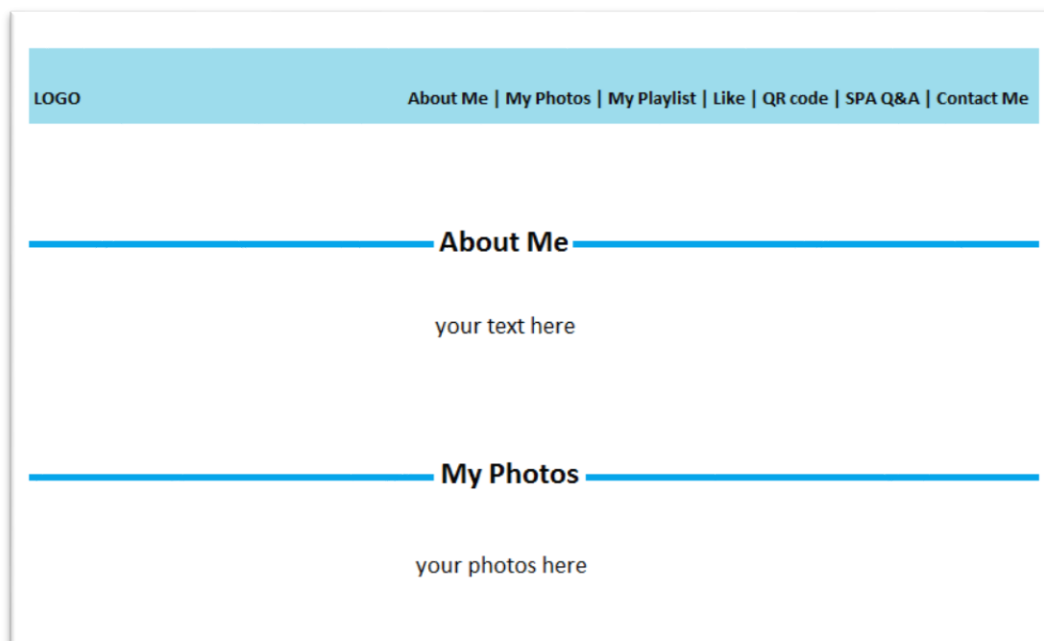 LOGO About Me | My Photos | My Playlist | Like | QR code | SPA Q&A | Contact Me
About Me
your text here
My Photos
your photos here